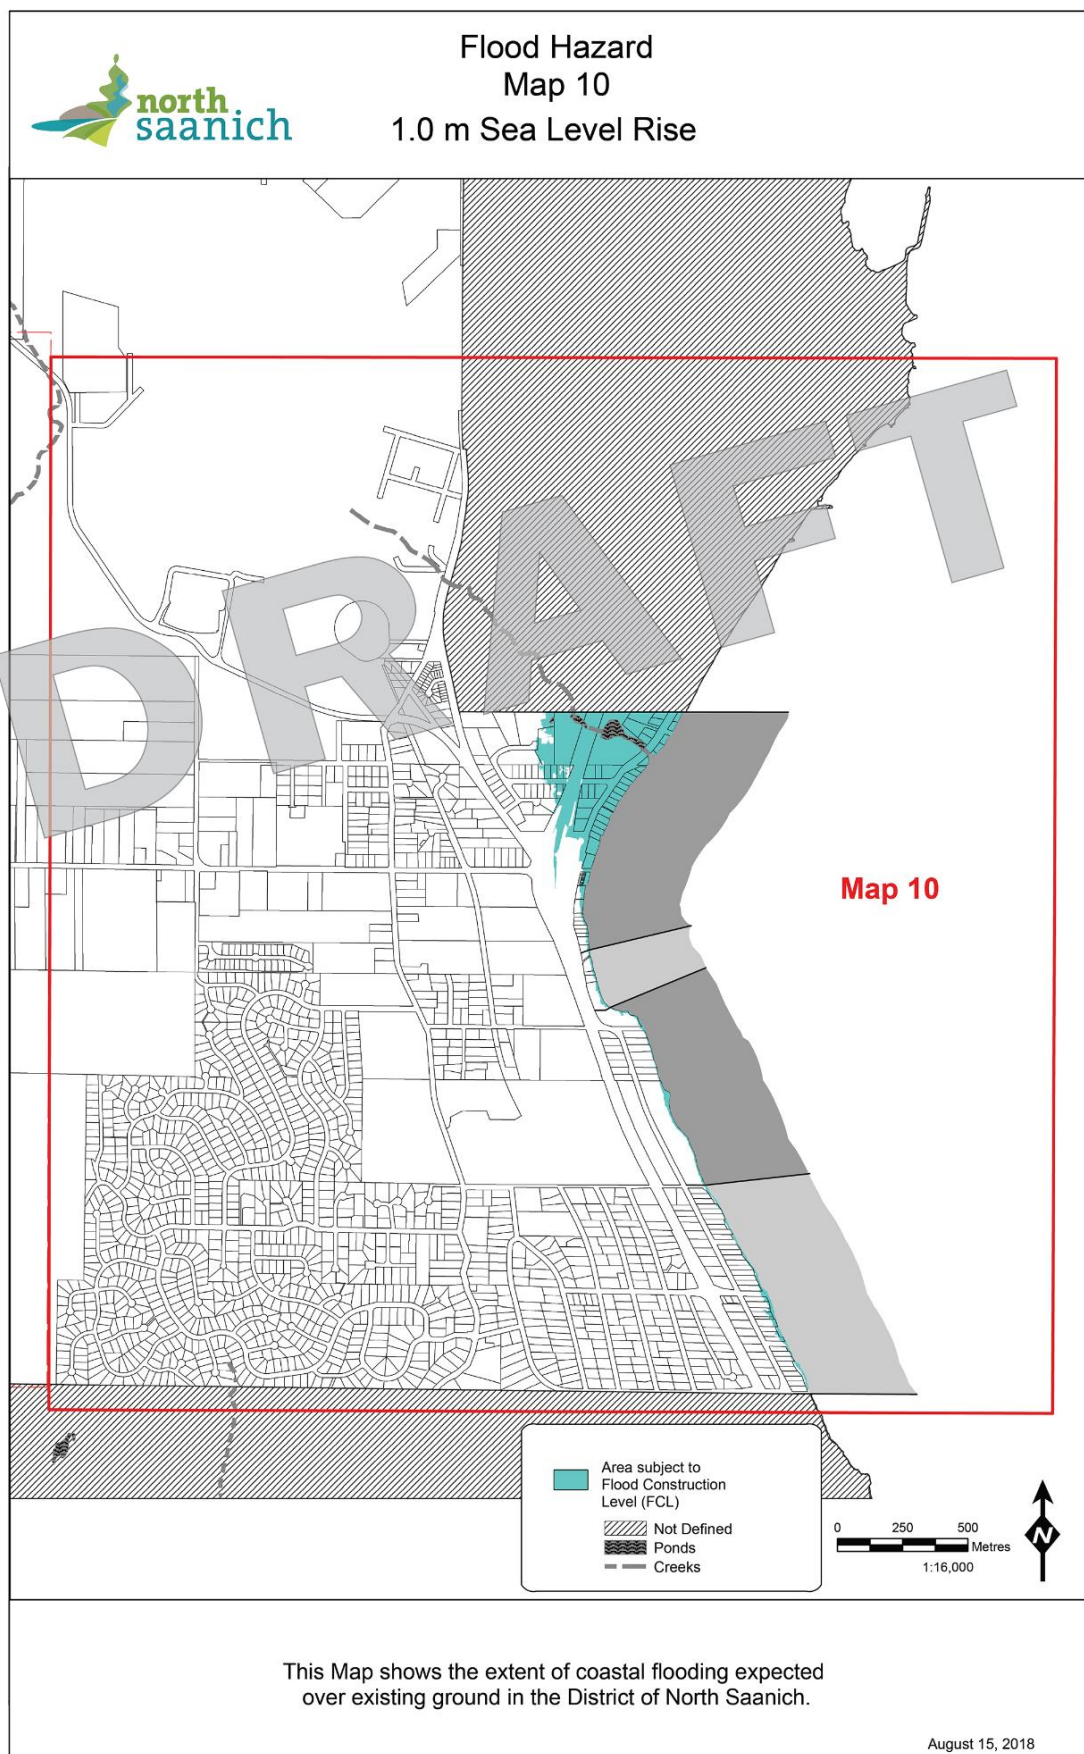 Flood Hazard
Map 10
1.0 m Sea Level Rise
north
saanich
DRAFT
Map 10
Area subject to
Flood Construction
Level (FCL)
Not Defined
Ponds
Creeks
0 250 500
Metres
1:16,000
N
This Map shows the extent of coastal flooding expected
over existing ground in the District of North Saanich.
August 15, 2018